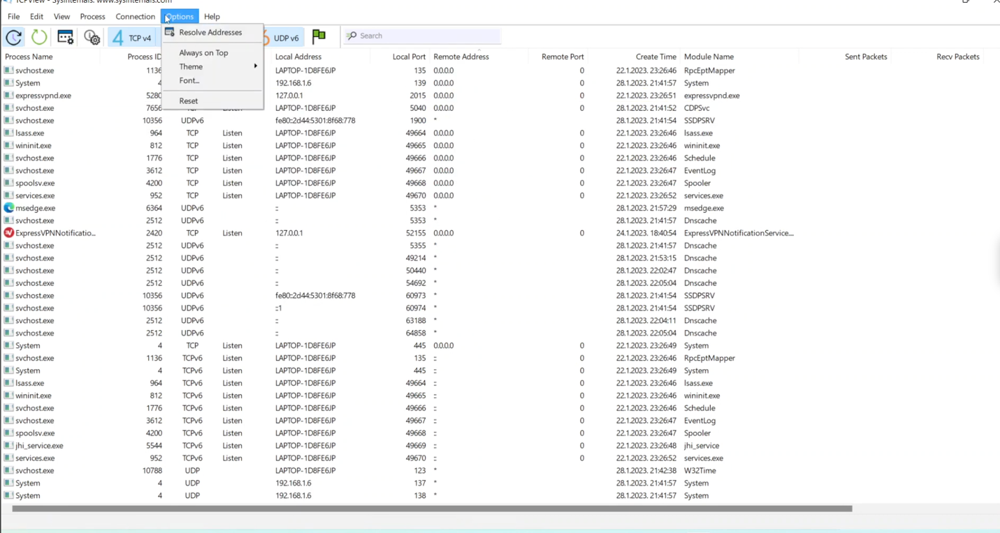 TCPView - Sysinternals: www.sysinternals.com
File Edit View Process Connection Options Help
4 TCP v4 6 UDP v6 Search
Resolve Addresses
Always on Top
Theme
Font...
Reset
Process Name Process ID Local Address Local Port Remote Address Remote Port Create Time Module Name Sent Packets Recv Packets
svchost.exe 1136 LAPTOP-1D8FE6JP 135 0.0.0.0 0 22.1.2023. 23:26:46 RpcEptMapper
System 4 192.168.1.6 139 0.0.0.0 0 28.1.2023. 21:41:57 System
expressvpnd.exe 5280 127.0.0.1 2015 0.0.0.0 0 22.1.2023. 23:26:51 expressvpnd.exe
svchost.exe 7656 TCP Listen LAPTOP-1D8FE6JP 5040 0.0.0.0 0 28.1.2023. 21:41:52 CDPSvc
svchost.exe 10356 UDPv6 fe80::2d44:5301:8f68:778 1900 * 28.1.2023. 21:41:54 SSDPSRV
lsass.exe 964 TCP Listen LAPTOP-1D8FE6JP 49664 0.0.0.0 0 22.1.2023. 23:26:46 lsass.exe
wininit.exe 812 TCP Listen LAPTOP-1D8FE6JP 49665 0.0.0.0 0 22.1.2023. 23:26:46 wininit.exe
svchost.exe 1776 TCP Listen LAPTOP-1D8FE6JP 49666 0.0.0.0 0 22.1.2023. 23:26:46 Schedule
svchost.exe 3612 TCP Listen LAPTOP-1D8FE6JP 49667 0.0.0.0 0 22.1.2023. 23:26:47 EventLog
spoolsv.exe 4200 TCP Listen LAPTOP-1D8FE6JP 49668 0.0.0.0 0 22.1.2023. 23:26:47 Spooler
services.exe 952 TCP Listen LAPTOP-1D8FE6JP 49670 0.0.0.0 0 22.1.2023. 23:26:52 services.exe
msedge.exe 6364 UDPv6 :: 5353 * 28.1.2023. 21:57:29 msedge.exe
svchost.exe 2512 UDPv6 :: 5353 * 28.1.2023. 21:41:57 Dnscache
ExpressVPNNotificatio... 2420 TCP Listen 127.0.0.1 52155 0.0.0.0 0 24.1.2023. 18:40:54 ExpressVPNNotificationService....
svchost.exe 2512 UDPv6 :: 5355 * 28.1.2023. 21:41:57 Dnscache
svchost.exe 2512 UDPv6 :: 49214 * 28.1.2023. 21:53:15 Dnscache
svchost.exe 2512 UDPv6 :: 50440 * 28.1.2023. 22:02:47 Dnscache
svchost.exe 2512 UDPv6 :: 54692 * 28.1.2023. 22:05:04 Dnscache
svchost.exe 10356 UDPv6 fe80::2d44:5301:8f68:778 60973 * 28.1.2023. 21:41:54 SSDPSRV
svchost.exe 10356 UDPv6 ::1 60974 * 28.1.2023. 21:41:54 SSDPSRV
svchost.exe 2512 UDPv6 :: 63188 * 28.1.2023. 22:04:11 Dnscache
svchost.exe 2512 UDPv6 :: 64858 * 28.1.2023. 22:05:04 Dnscache
System 4 TCP Listen LAPTOP-1D8FE6JP 445 0.0.0.0 0 22.1.2023. 23:26:49 System
svchost.exe 1136 TCPv6 Listen LAPTOP-1D8FE6JP 135 :: 0 22.1.2023. 23:26:46 RpcEptMapper
System 4 TCPv6 Listen LAPTOP-1D8FE6JP 445 :: 0 22.1.2023. 23:26:49 System
lsass.exe 964 TCPv6 Listen LAPTOP-1D8FE6JP 49664 :: 0 22.1.2023. 23:26:46 lsass.exe
wininit.exe 812 TCPv6 Listen LAPTOP-1D8FE6JP 49665 :: 0 22.1.2023. 23:26:46 wininit.exe
svchost.exe 1776 TCPv6 Listen LAPTOP-1D8FE6JP 49666 :: 0 22.1.2023. 23:26:46 Schedule
svchost.exe 3612 TCPv6 Listen LAPTOP-1D8FE6JP 49667 :: 0 22.1.2023. 23:26:47 EventLog
spoolsv.exe 4200 TCPv6 Listen LAPTOP-1D8FE6JP 49668 :: 0 22.1.2023. 23:26:47 Spooler
jhi_service.exe 5544 TCPv6 Listen LAPTOP-1D8FE6JP 49669 :: 0 22.1.2023. 23:26:48 jhi_service
services.exe 952 TCPv6 Listen LAPTOP-1D8FE6JP 49670 :: 0 22.1.2023. 23:26:52 services.exe
svchost.exe 10788 UDP LAPTOP-1D8FE6JP 123 * 28.1.2023. 21:42:38 W32Time
System 4 UDP 192.168.1.6 137 * 28.1.2023. 21:41:57 System
System 4 UDP 192.168.1.6 138 * 28.1.2023. 21:41:57 System